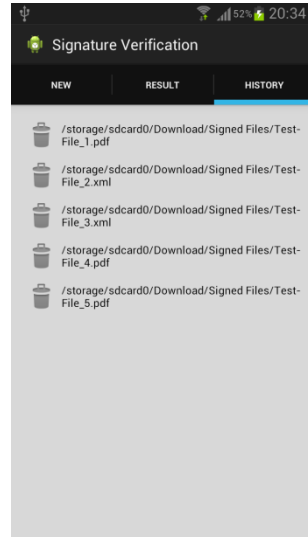 52% 20:34
Signature Verification
NEW RESULT HISTORY
/storage/sdcard0/Download/Signed Files/Test-
File_1.pdf
/storage/sdcard0/Download/Signed Files/Test-
File_2.xml
/storage/sdcard0/Download/Signed Files/Test-
File_3.xml
/storage/sdcard0/Download/Signed Files/Test-
File_4.pdf
/storage/sdcard0/Download/Signed Files/Test-
File_5.pdf